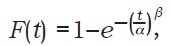 F(t) = 1–e^{–(t/α)^β},